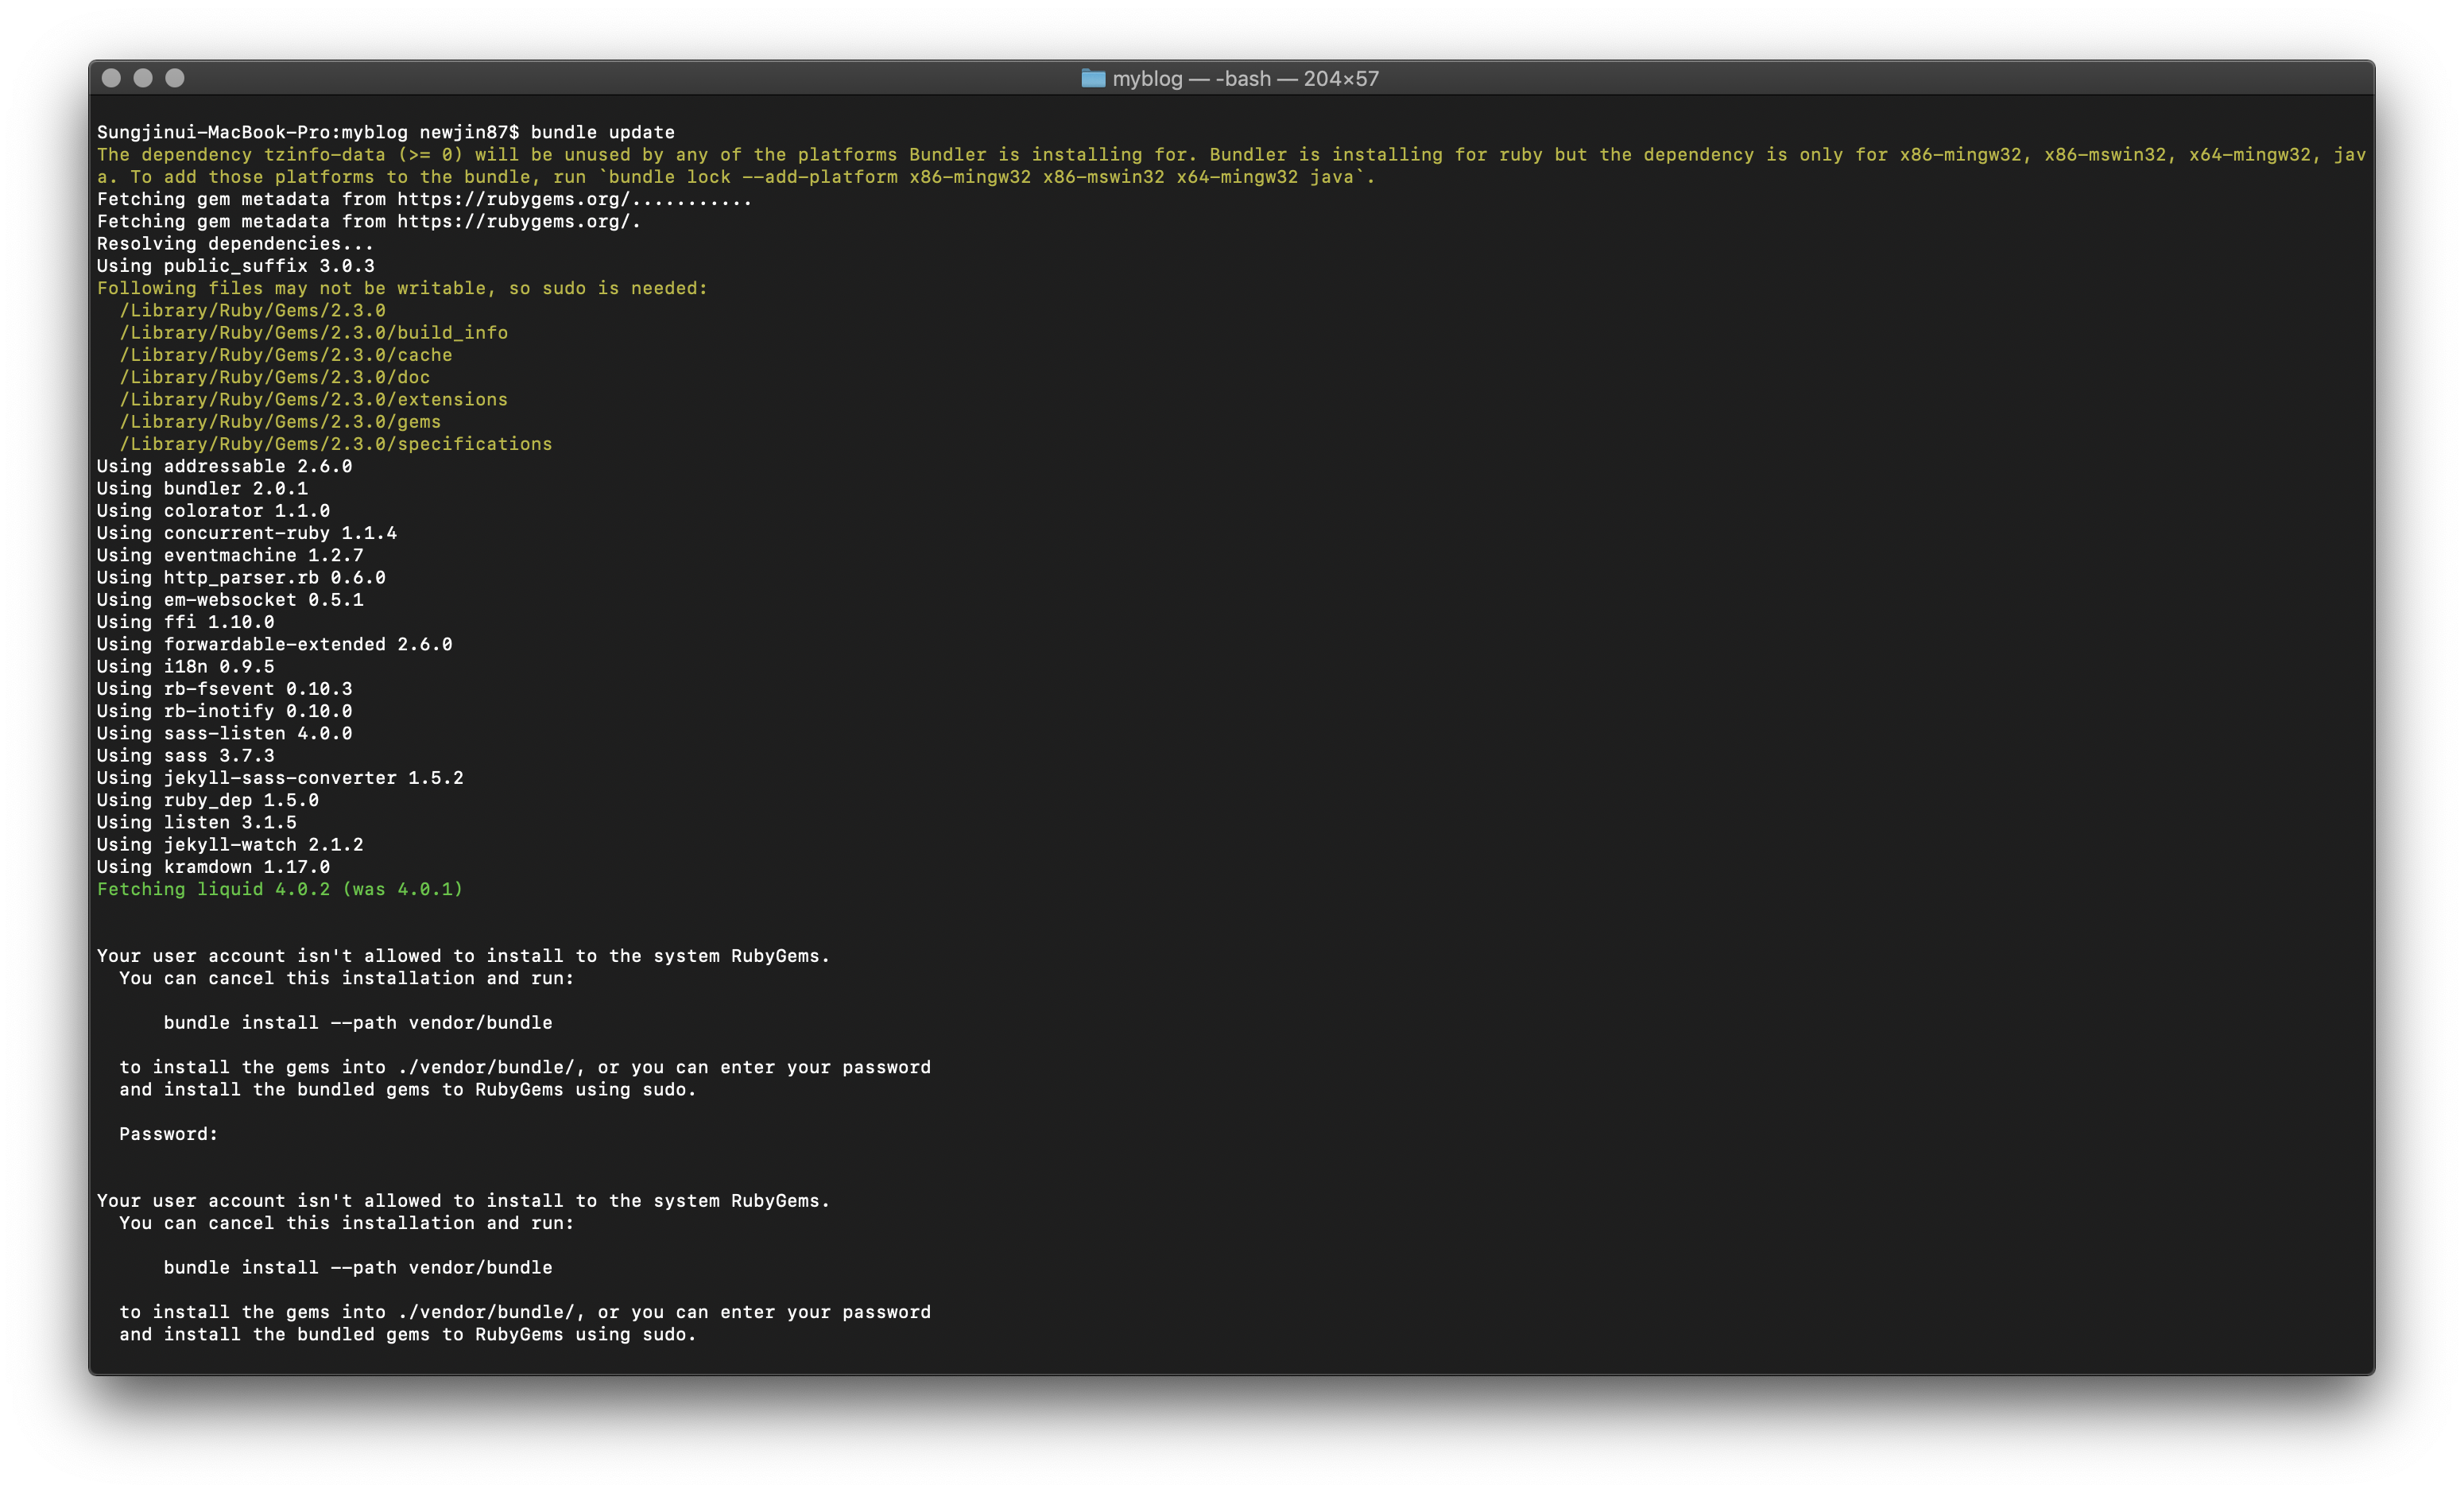 myblog — -bash — 204×57
Sungjinui-MacBook-Pro:myblog newjin87$ bundle update
The dependency tzinfo-data (>= 0) will be unused by any of the platforms Bundler is installing for. Bundler is installing for ruby but the dependency is only for x86-mingw32, x86-mswin32, x64-mingw32, jav
a. To add those platforms to the bundle, run `bundle lock --add-platform x86-mingw32 x86-mswin32 x64-mingw32 java`.
Fetching gem metadata from https://rubygems.org/...........
Fetching gem metadata from https://rubygems.org/.
Resolving dependencies...
Using public_suffix 3.0.3
Following files may not be writable, so sudo is needed:
  /Library/Ruby/Gems/2.3.0
  /Library/Ruby/Gems/2.3.0/build_info
  /Library/Ruby/Gems/2.3.0/cache
  /Library/Ruby/Gems/2.3.0/doc
  /Library/Ruby/Gems/2.3.0/extensions
  /Library/Ruby/Gems/2.3.0/gems
  /Library/Ruby/Gems/2.3.0/specifications
Using addressable 2.6.0
Using bundler 2.0.1
Using colorator 1.1.0
Using concurrent-ruby 1.1.4
Using eventmachine 1.2.7
Using http_parser.rb 0.6.0
Using em-websocket 0.5.1
Using ffi 1.10.0
Using forwardable-extended 2.6.0
Using i18n 0.9.5
Using rb-fsevent 0.10.3
Using rb-inotify 0.10.0
Using sass-listen 4.0.0
Using sass 3.7.3
Using jekyll-sass-converter 1.5.2
Using ruby_dep 1.5.0
Using listen 3.1.5
Using jekyll-watch 2.1.2
Using kramdown 1.17.0
Fetching liquid 4.0.2 (was 4.0.1)
Your user account isn't allowed to install to the system RubyGems.
  You can cancel this installation and run:
      bundle install --path vendor/bundle
  to install the gems into ./vendor/bundle/, or you can enter your password
  and install the bundled gems to RubyGems using sudo.
  Password:
Your user account isn't allowed to install to the system RubyGems.
  You can cancel this installation and run:
      bundle install --path vendor/bundle
  to install the gems into ./vendor/bundle/, or you can enter your password
  and install the bundled gems to RubyGems using sudo.